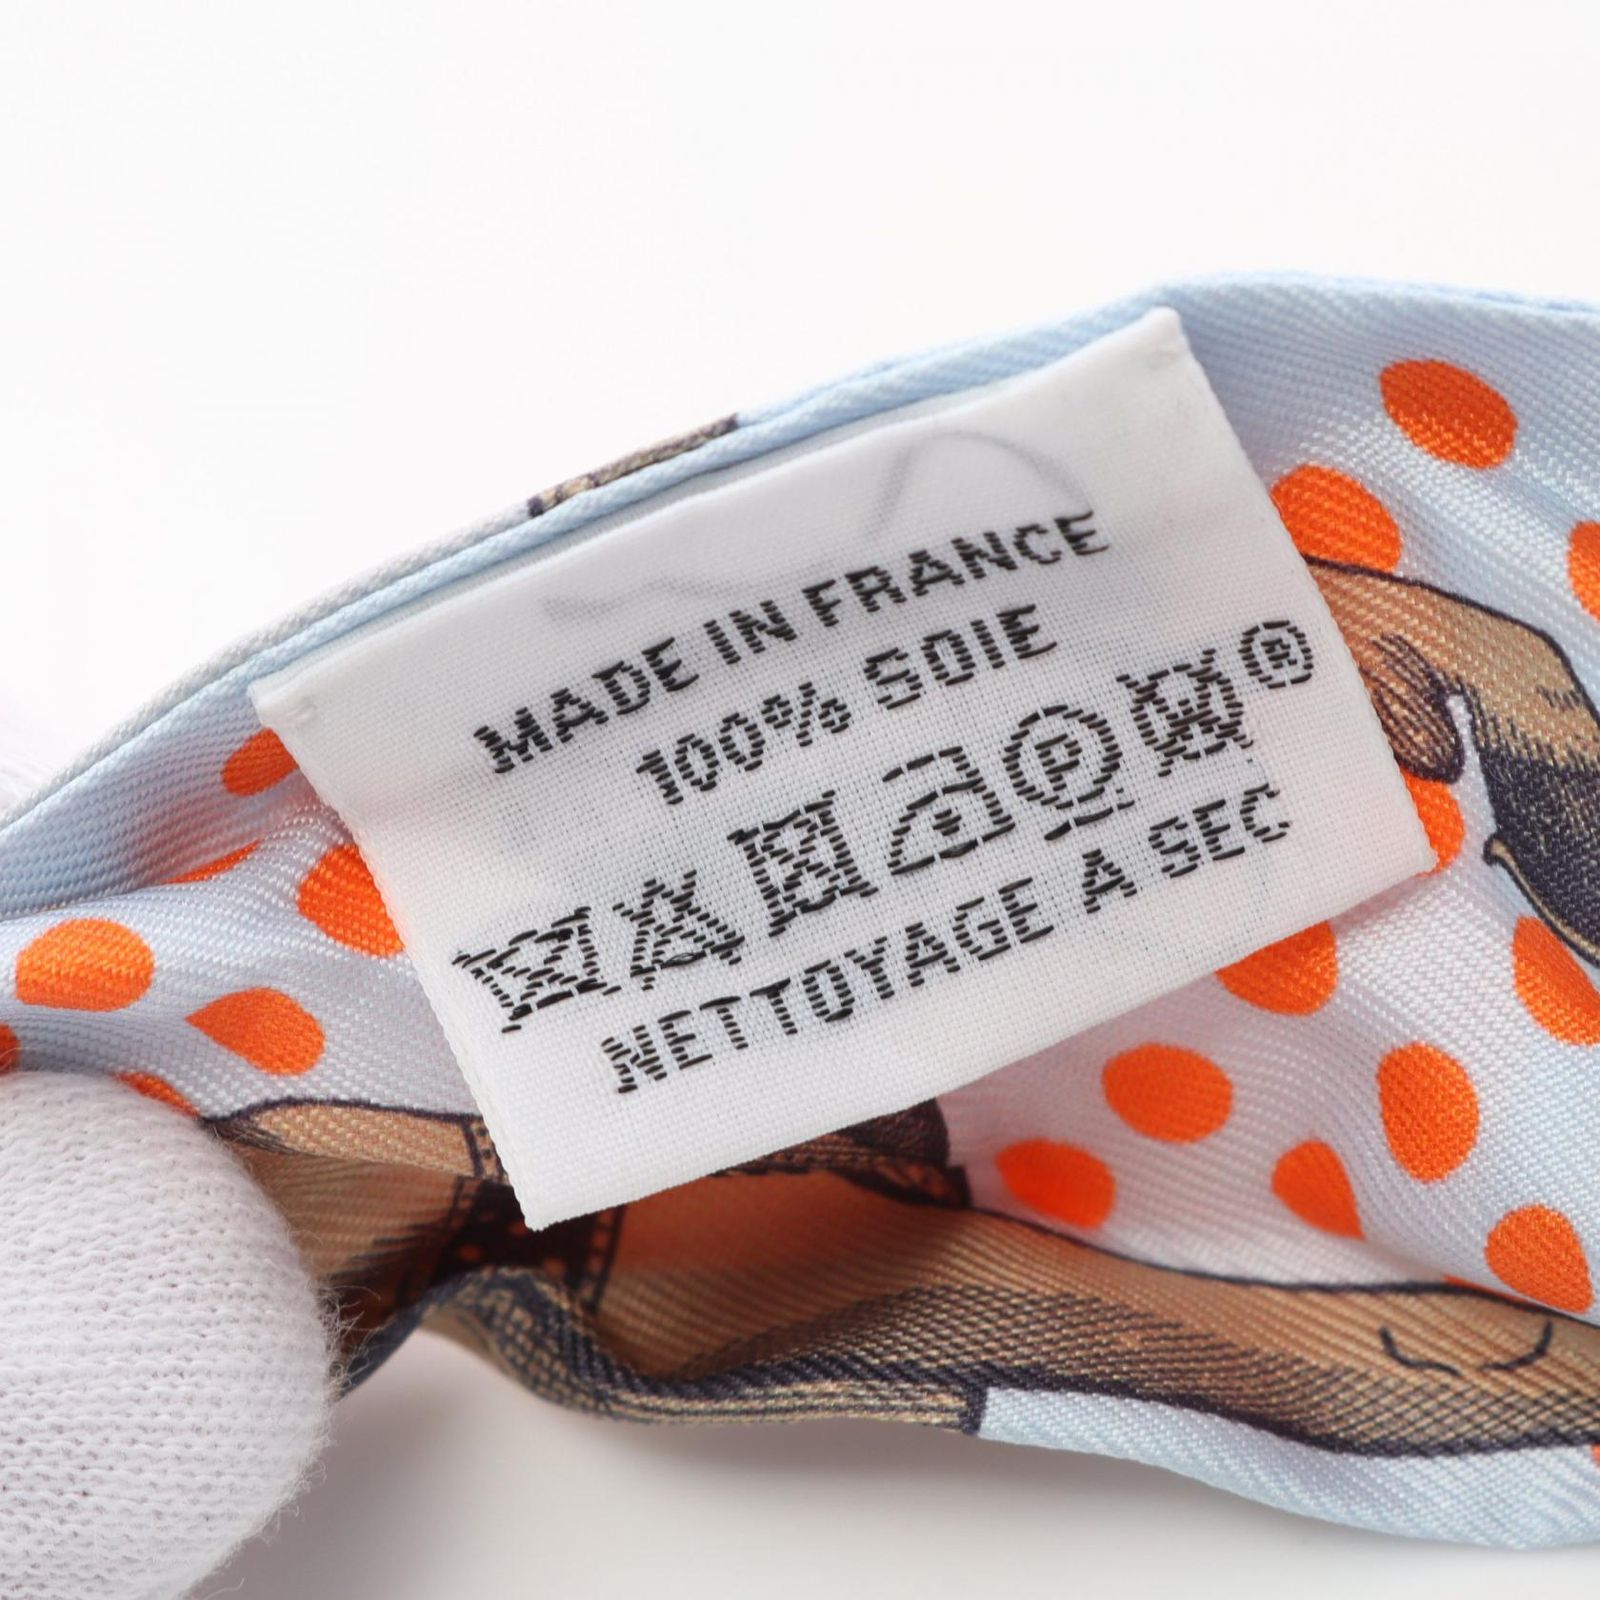 MADE IN FRANCE
100% SOIE
P ®
NETTOYAGE A SEC